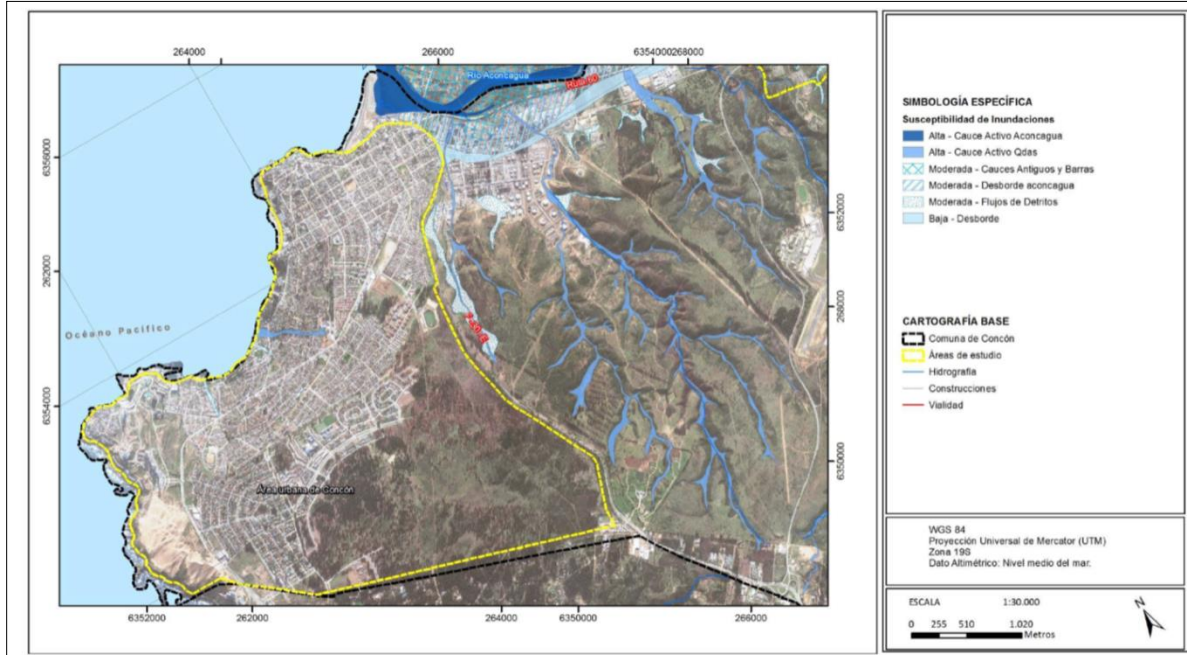 264000
266000
6354000
268000
Río Aconcagua
6356000
262000
6354000
6352000
268000
6350000
Océano Pacífico
Área urbana de Concón
6352000
262000
264000
6350000
266000
SIMBOLOGÍA ESPECÍFICA
Susceptibilidad de Inundaciones
Alta - Cauce Activo Aconcagua
Alta - Cauce Activo Qdas
Moderada - Cauces Antiguos y Barras
Moderada - Desborde aconcagua
Moderada - Flujos de Detritos
Baja - Desborde
CARTOGRAFÍA BASE
Comuna de Concón
Áreas de estudio
Hidrografía
Construcciones
Vialidad
WGS 84
Proyección Universal de Mercator (UTM)
Zona 19S
Dato Altimétrico: Nivel medio del mar.
ESCALA 1:30.000
0 255 510 1.020
Metros
N